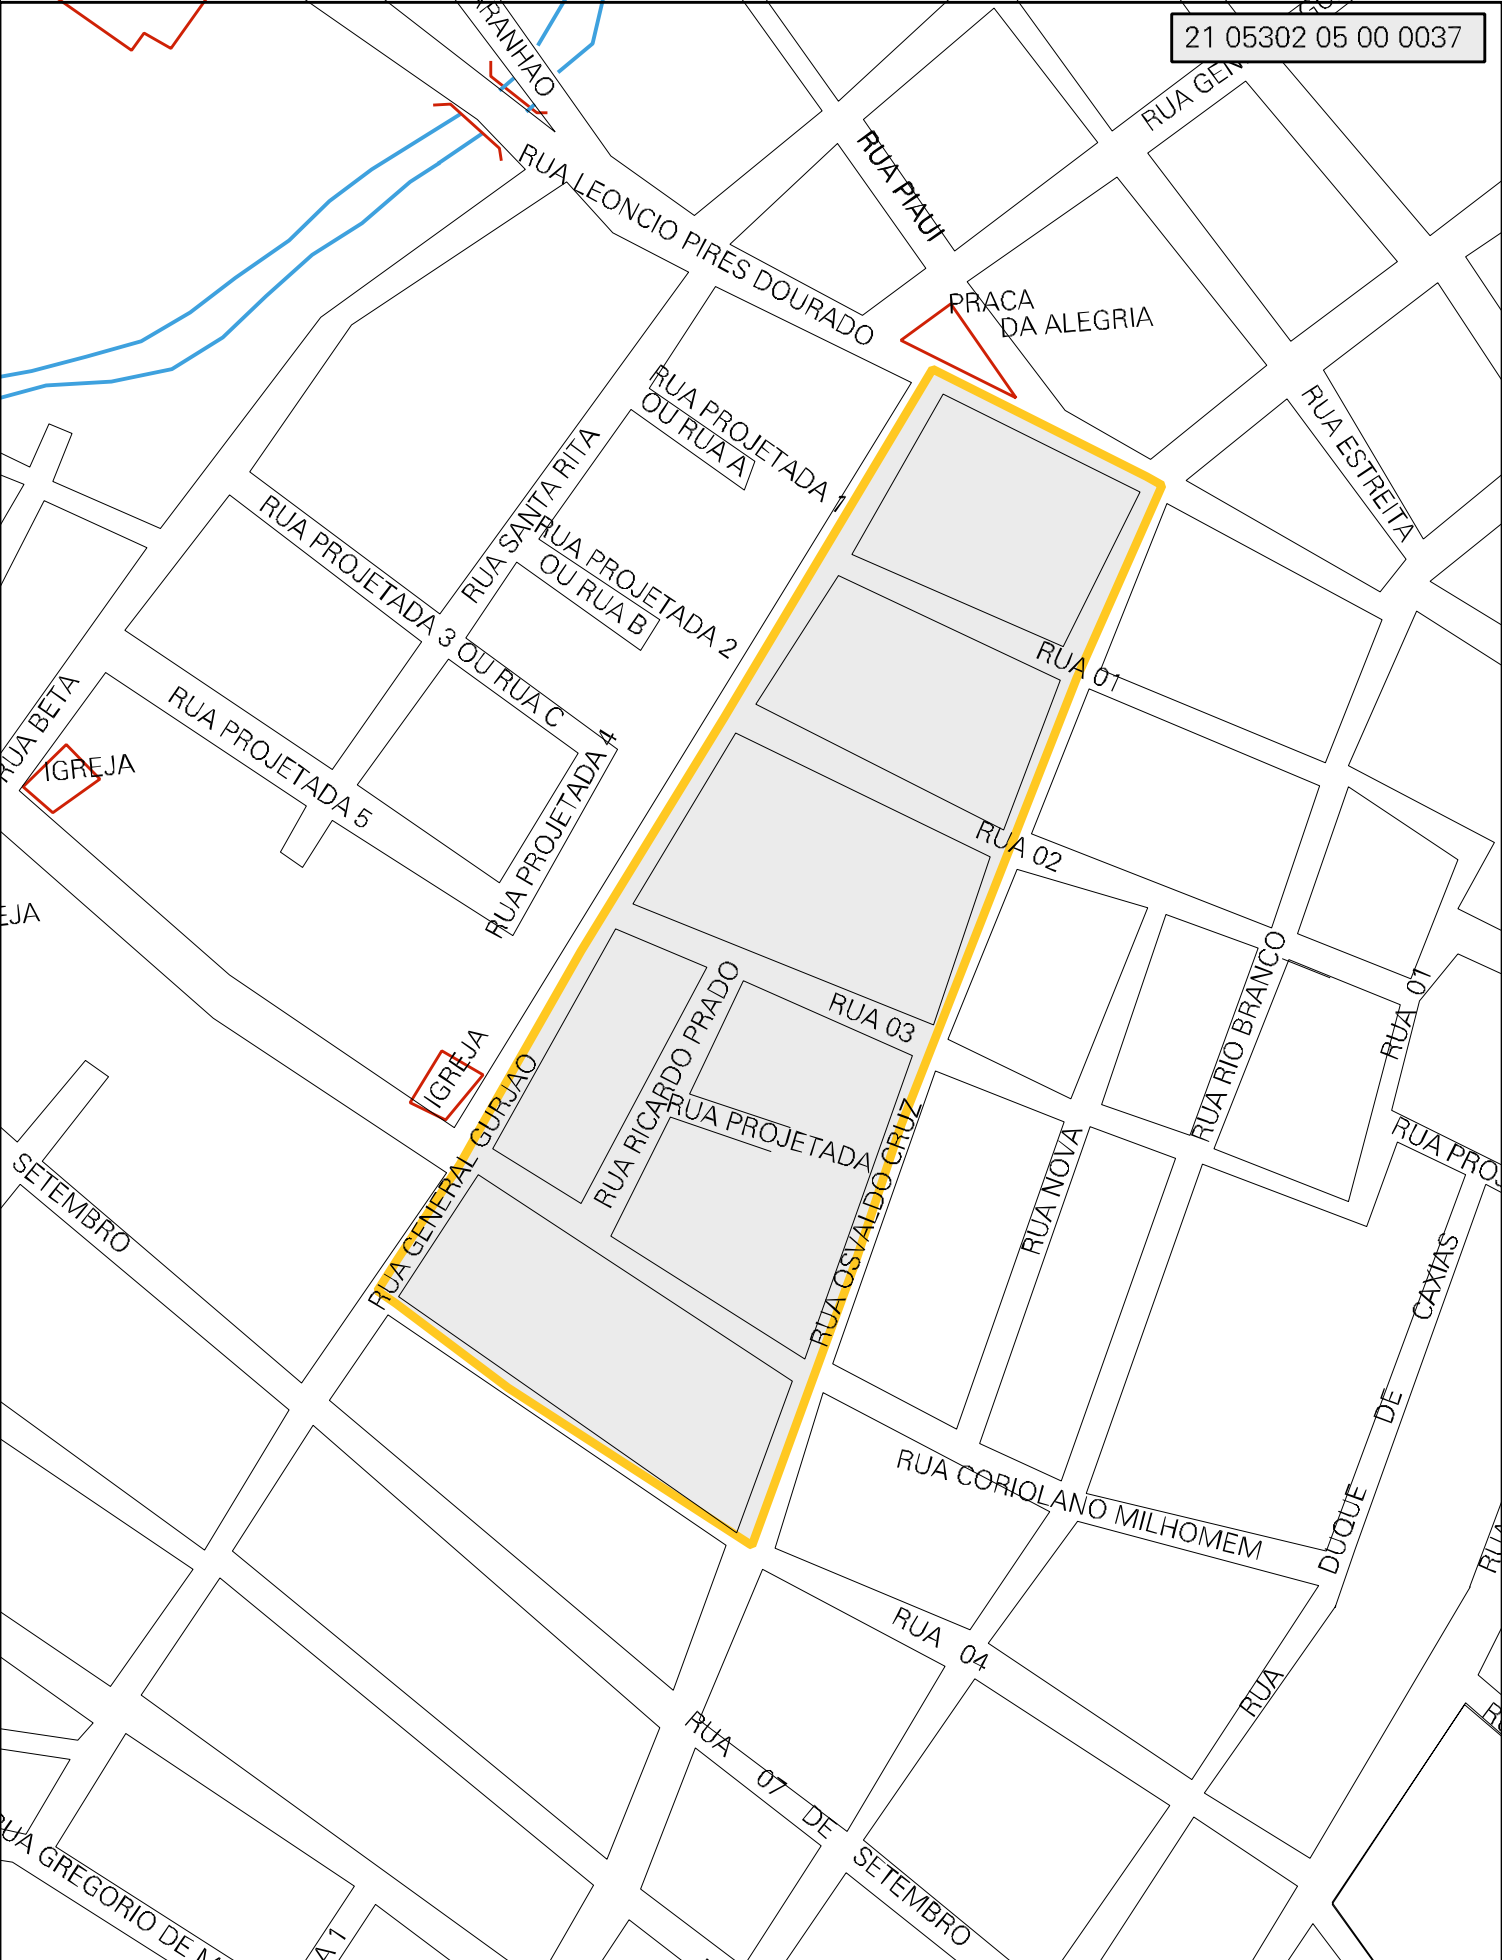 21 05302 05 00 0037
RUA LEONCIO PIRES DOURADO
RUA PIAUI
PRACA
DA ALEGRIA
RUA ESTREITA
RUA PROJETADA 1
OU RUA A
RUA SANTA RITA
RUA PROJETADA 2
OU RUA B
RUA PROJETADA 3 OU RUA C
RUA 01
RUA BETA
IGREJA
RUA PROJETADA 5
RUA PROJETADA 4
RUA 02
EJA
RUA RIO BRANCO
RUA 01
RUA 03
RUA RICARDO PRADO
IGREJA
RUA GENERAL GURJAO
RUA PROJETADA
RUA OSVALDO CRUZ
RUA NOVA
SETEMBRO
RUA CORIOLANO MILHOMEM
RUA DUQUE DE CAXIAS
RUA 04
RUA 07 DE SETEMBRO
RUA GREGORIO DE